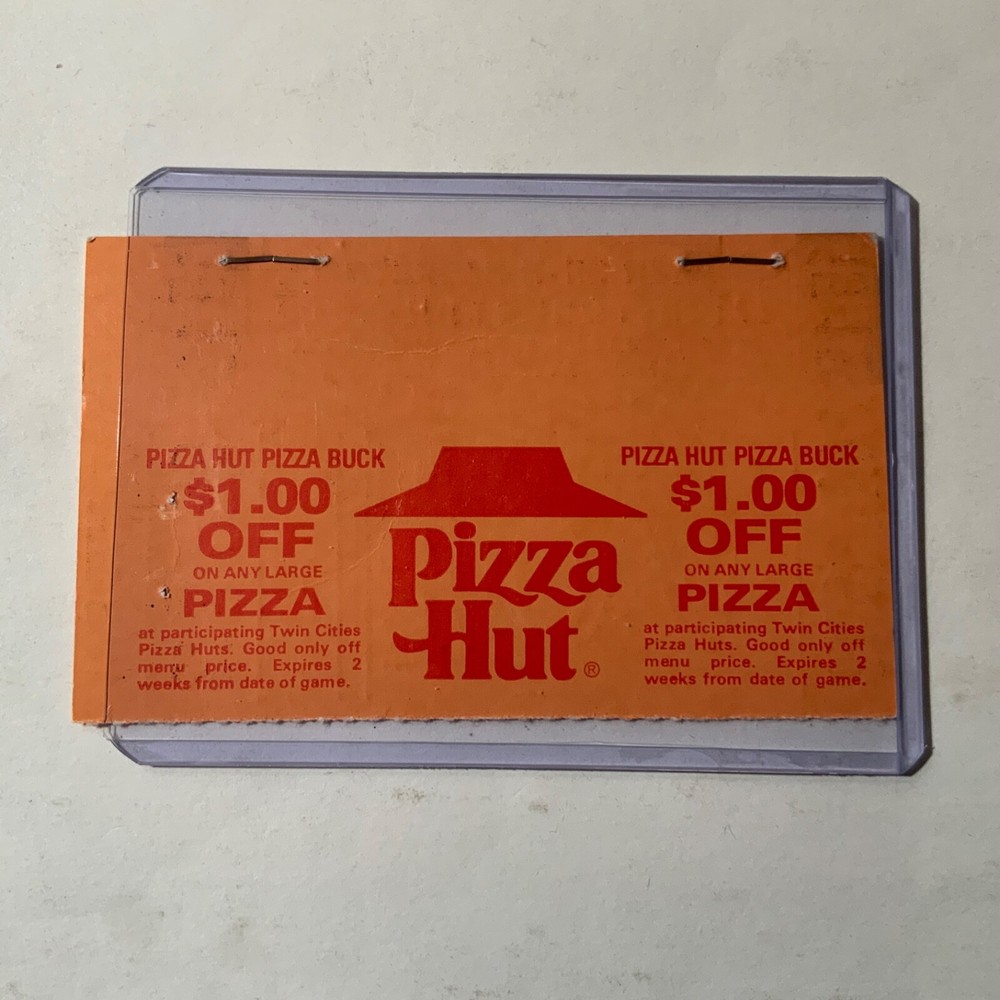 PIZZA HUT PIZZA BUCK
$1.00
OFF
ON ANY LARGE
PIZZA
at participating Twin Cities
Pizza Huts. Good only off
menu price. Expires 2
weeks from date of game.
Pizza
Hut®
PIZZA HUT PIZZA BUCK
$1.00
OFF
ON ANY LARGE
PIZZA
at participating Twin Cities
Pizza Huts. Good only off
menu price. Expires 2
weeks from date of game.